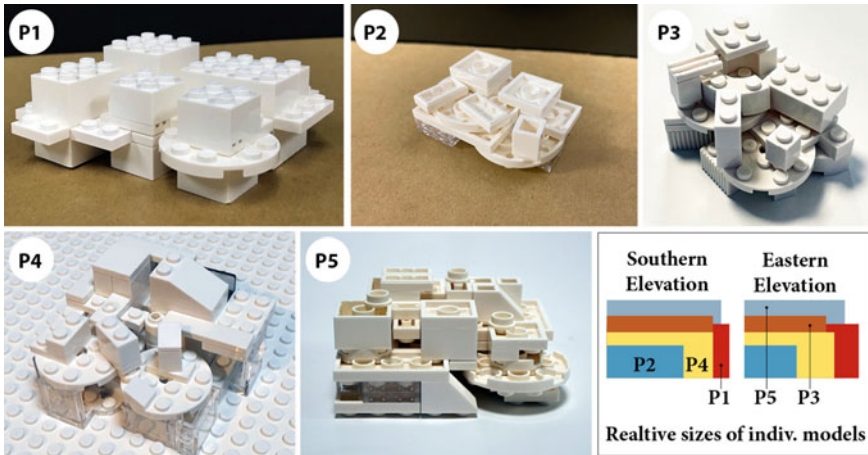 P1
P2
P3
P4
P5
Southern
Elevation
Eastern
Elevation
P2
P4
P1
P5
P3
Realtive sizes of indiv. models